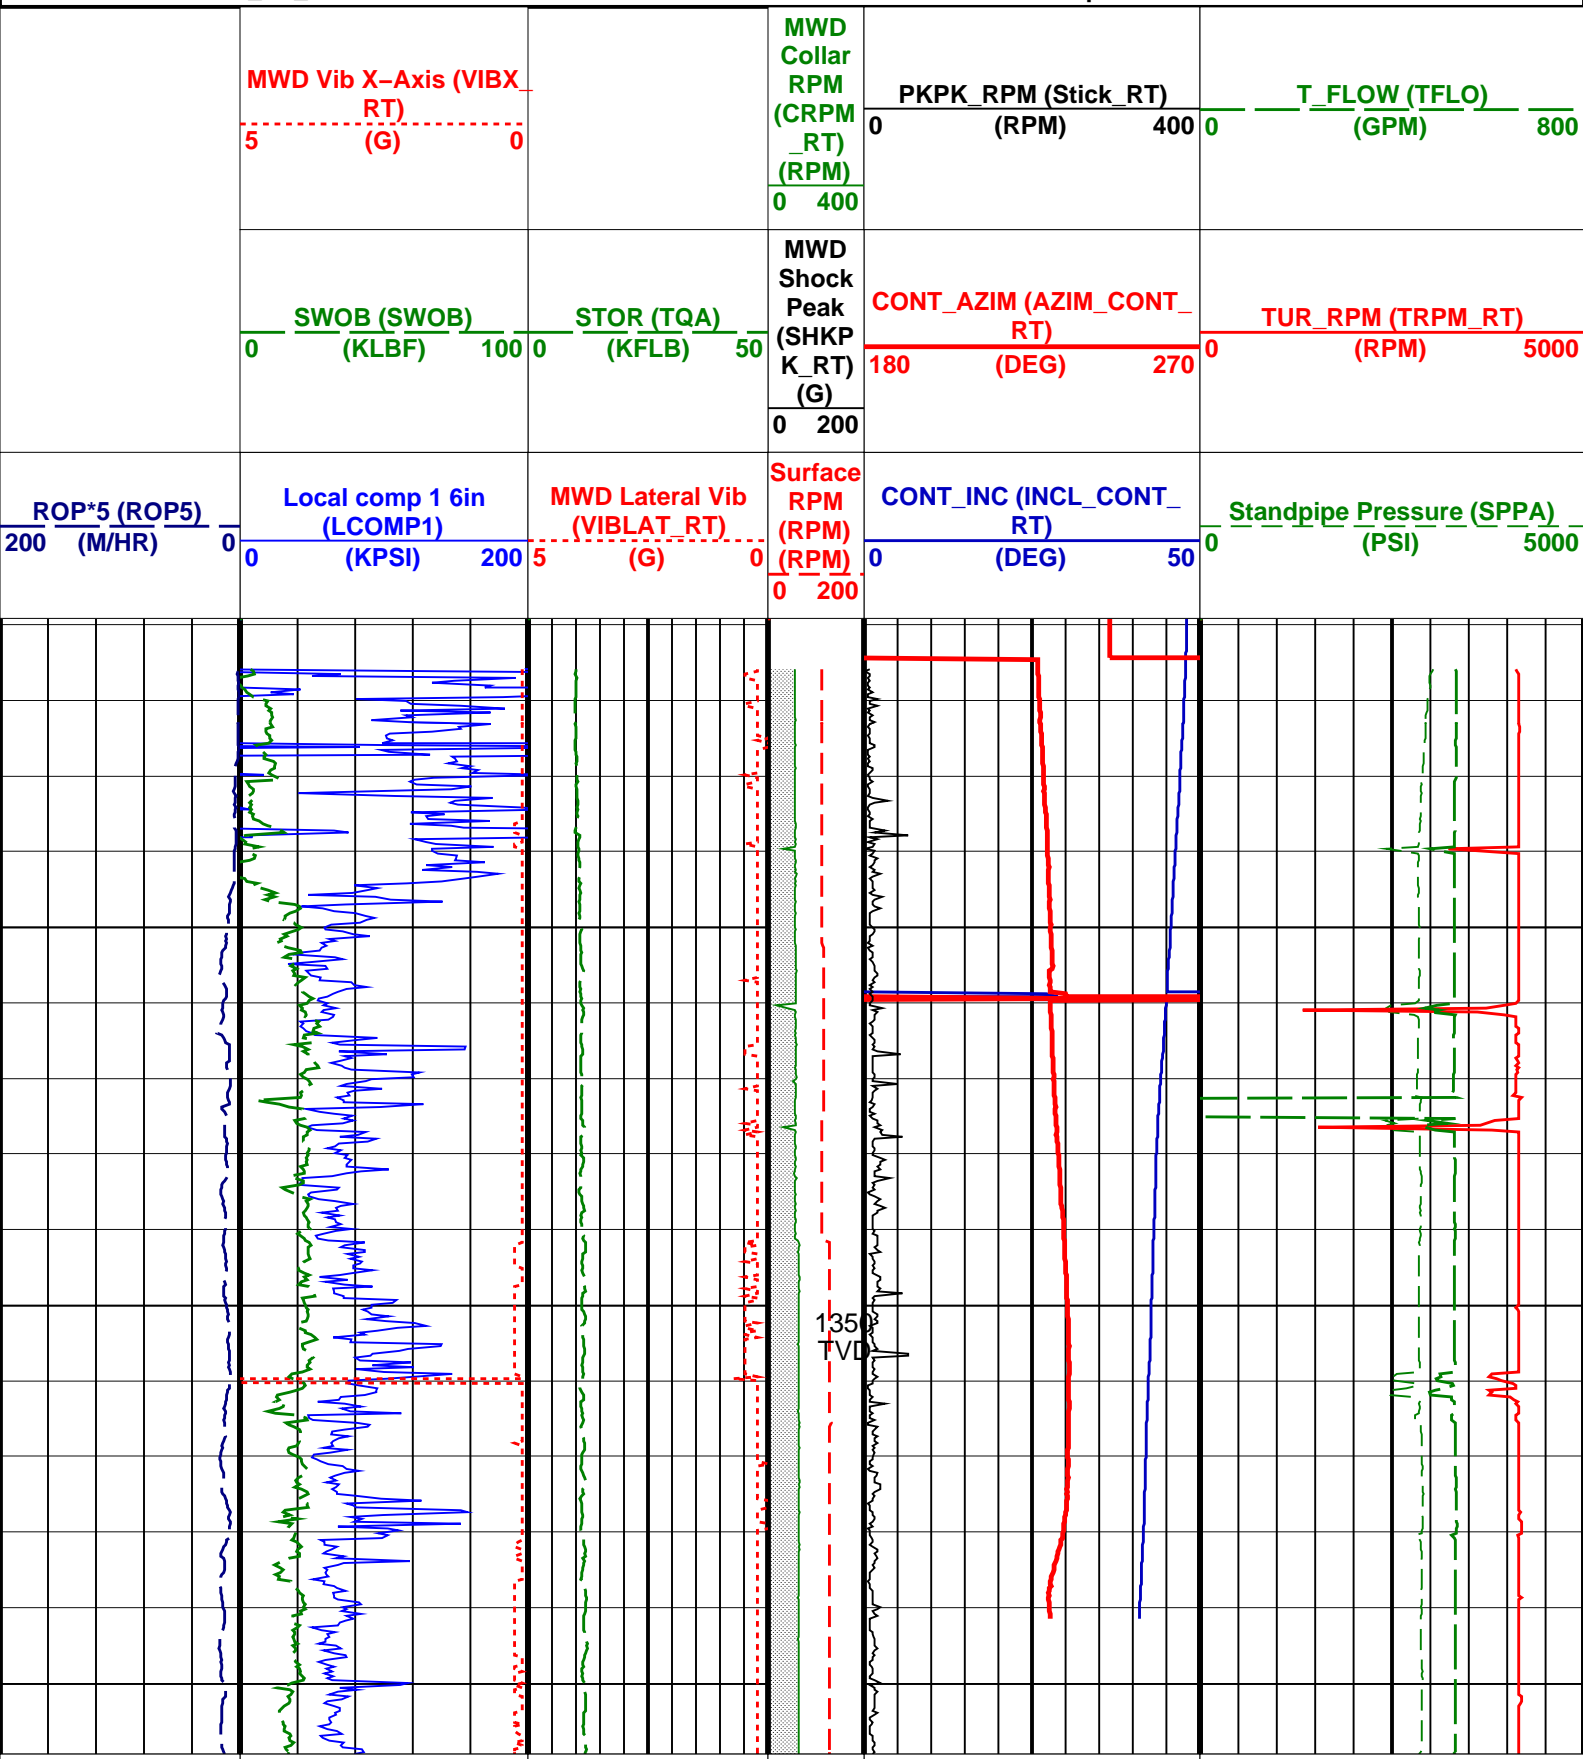 MWD
Collar
RPM
(CRPM
_RT)
(RPM)
0 400
MWD Vib X−Axis (VIBX_
RT)
5 (G) 0
PKPK_RPM (Stick_RT)
0 (RPM) 400
T_FLOW (TFLO)
0 (GPM) 800
MWD
Shock
Peak
(SHKP
K_RT)
(G)
0 200
SWOB (SWOB)
0 (KLBF) 100
STOR (TQA)
0 (KFLB) 50
CONT_AZIM (AZIM_CONT_
RT)
180 (DEG) 270
TUR_RPM (TRPM_RT)
0 (RPM) 5000
ROP*5 (ROP5)
200 (M/HR) 0
Local comp 1 6in
(LCOMP1)
0 (KPSI) 200
MWD Lateral Vib
(VIBLAT_RT)
5 (G) 0
Surface
RPM
(RPM)
(RPM)
0 200
CONT_INC (INCL_CONT_
RT)
0 (DEG) 50
Standpipe Pressure (SPPA)
0 (PSI) 5000
1350
TVD